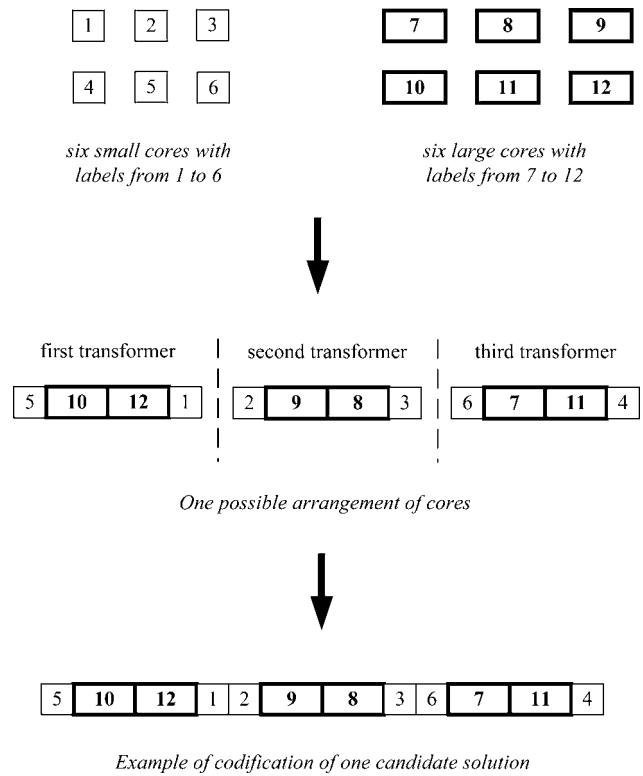 1 2 3 7 8 9
4 5 6 10 11 12
six small cores with
labels from 1 to 6
six large cores with
labels from 7 to 12
first transformer second transformer third transformer
5 10 12 1 2 9 8 3 6 7 11 4
One possible arrangement of cores
5 10 12 1 2 9 8 3 6 7 11 4
Example of codification of one candidate solution